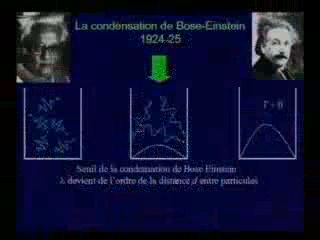 La condensation de Bose-Einstein
1924-25
T = 0
Seuil de la condensation de Bose Einstein
λ devient de l'ordre de la distance d entre particules